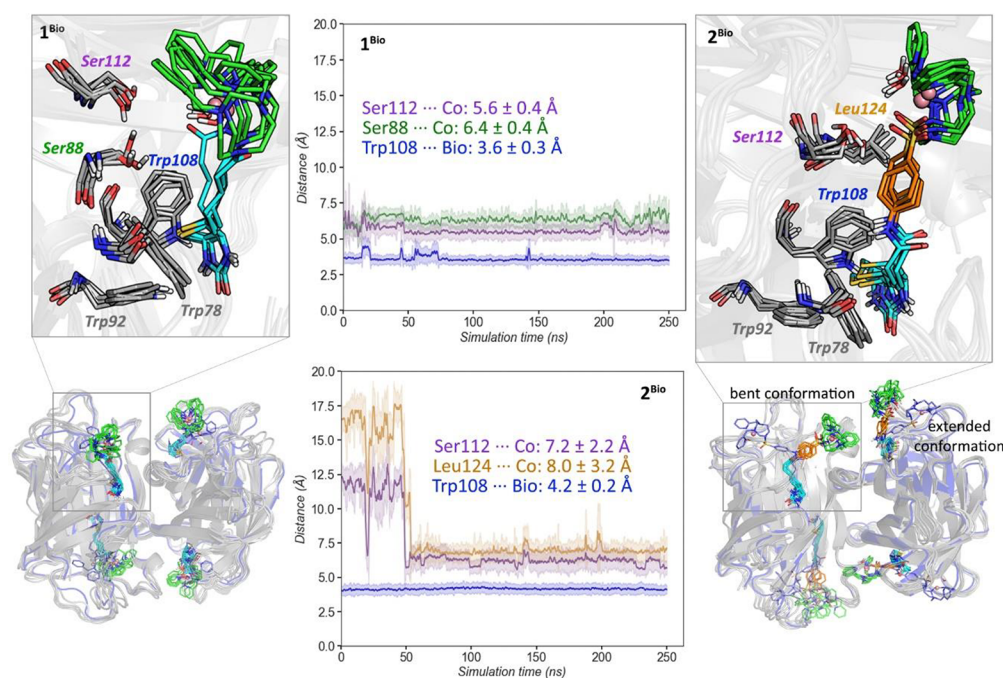 1Bio
Ser112
Ser88
Trp108
Trp92
Trp78
20.0
17.5
15.0
12.5
10.0
7.5
5.0
2.5
0.0
Distance (Å)
1Bio
Ser112 ··· Co: 5.6 ± 0.4 Å
Ser88 ··· Co: 6.4 ± 0.4 Å
Trp108 ··· Bio: 3.6 ± 0.3 Å
0 50 100 150 200 250
Simulation time (ns)
2Bio
Leu124
Ser112
Trp108
Trp92
Trp78
20.0
17.5
15.0
12.5
10.0
7.5
5.0
2.5
0.0
Distance (Å)
2Bio
Ser112 ··· Co: 7.2 ± 2.2 Å
Leu124 ··· Co: 8.0 ± 3.2 Å
Trp108 ··· Bio: 4.2 ± 0.2 Å
0 50 100 150 200 250
Simulation time (ns)
bent conformation
extended
conformation